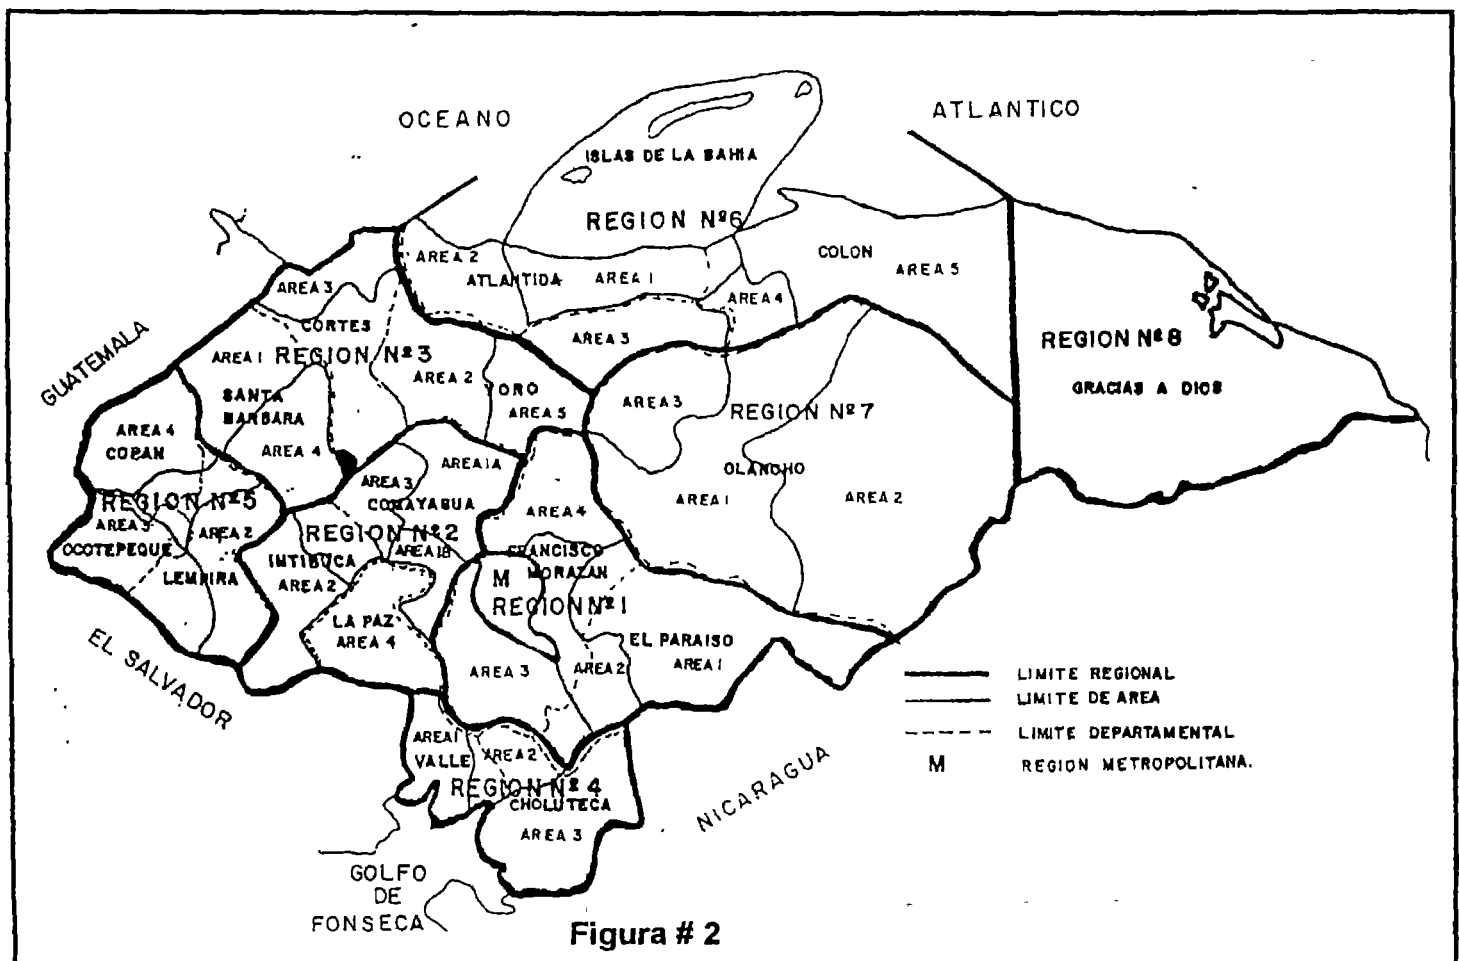 OCEANO
ATLANTICO
ISLAS DE LA BAHIA
REGION Nº6
AREA 2
ATLANTIDA
AREA 1
COLON
AREA 5
AREA 3
AREA 4
CORTES
AREA 3
GUATEMALA
AREA 1
REGION Nº3
AREA 2
SANTA
BARBARA
ORO
AREA 5
AREA 3
REGION Nº7
REGION Nº8
GRACIAS A DIOS
AREA 4
COPAN
AREA 4
AREA 1A
AREA 3
COMAYAGUA
OLANCHO
AREA 1
AREA 2
REGION Nº5
AREA 3
OCOTEPEQUE
AREA 2
LEMPIRA
REGION Nº2
AREA 1B
INTIBUCA
AREA 2
LA PAZ
AREA 4
AREA 4
FRANCISCO
MORAZAN
M
REGION Nº1
EL PARAISO
AREA 1
AREA 3
AREA 2
EL SALVADOR
AREA 1
VALLE
AREA 2
REGION Nº4
CHOLUTECA
AREA 3
NICARAGUA
GOLFO
DE
FONSECA
LIMITE REGIONAL
LIMITE DE AREA
LIMITE DEPARTAMENTAL
M REGION METROPOLITANA.
Figura # 2